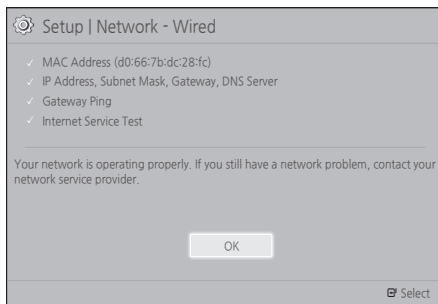 Setup | Network - Wired
MAC Address (d0:66:7b:dc:28:fc)
IP Address, Subnet Mask, Gateway, DNS Server
Gateway Ping
Internet Service Test
Your network is operating properly. If you still have a network problem, contact your
network service provider.
OK
Select